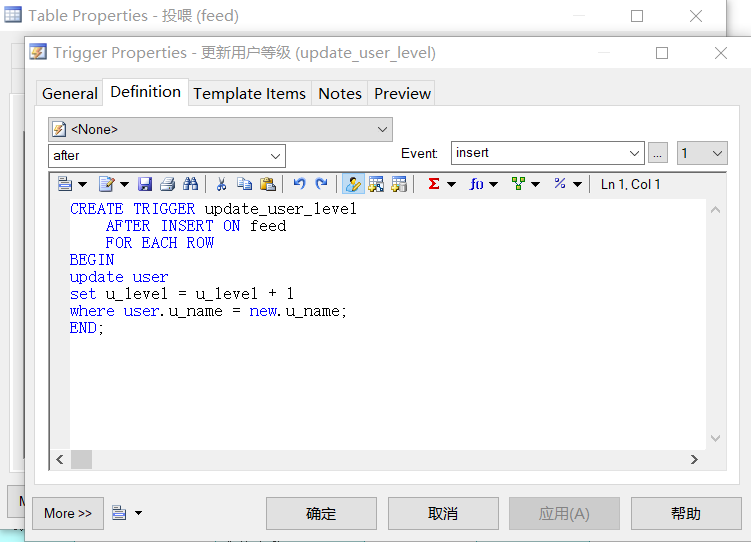 Table Properties - 投喂 (feed)
Trigger Properties - 更新用户等级 (update_user_level)
General Definition Template Items Notes Preview
<None>
after Event: insert ... 1
Σ fo % Ln 1, Col 1
CREATE TRIGGER update_user_level
AFTER INSERT ON feed
FOR EACH ROW
BEGIN
update user
set u_level = u_level + 1
where user.u_name = new.u_name;
END;
More >> 确定 取消 应用(A) 帮助